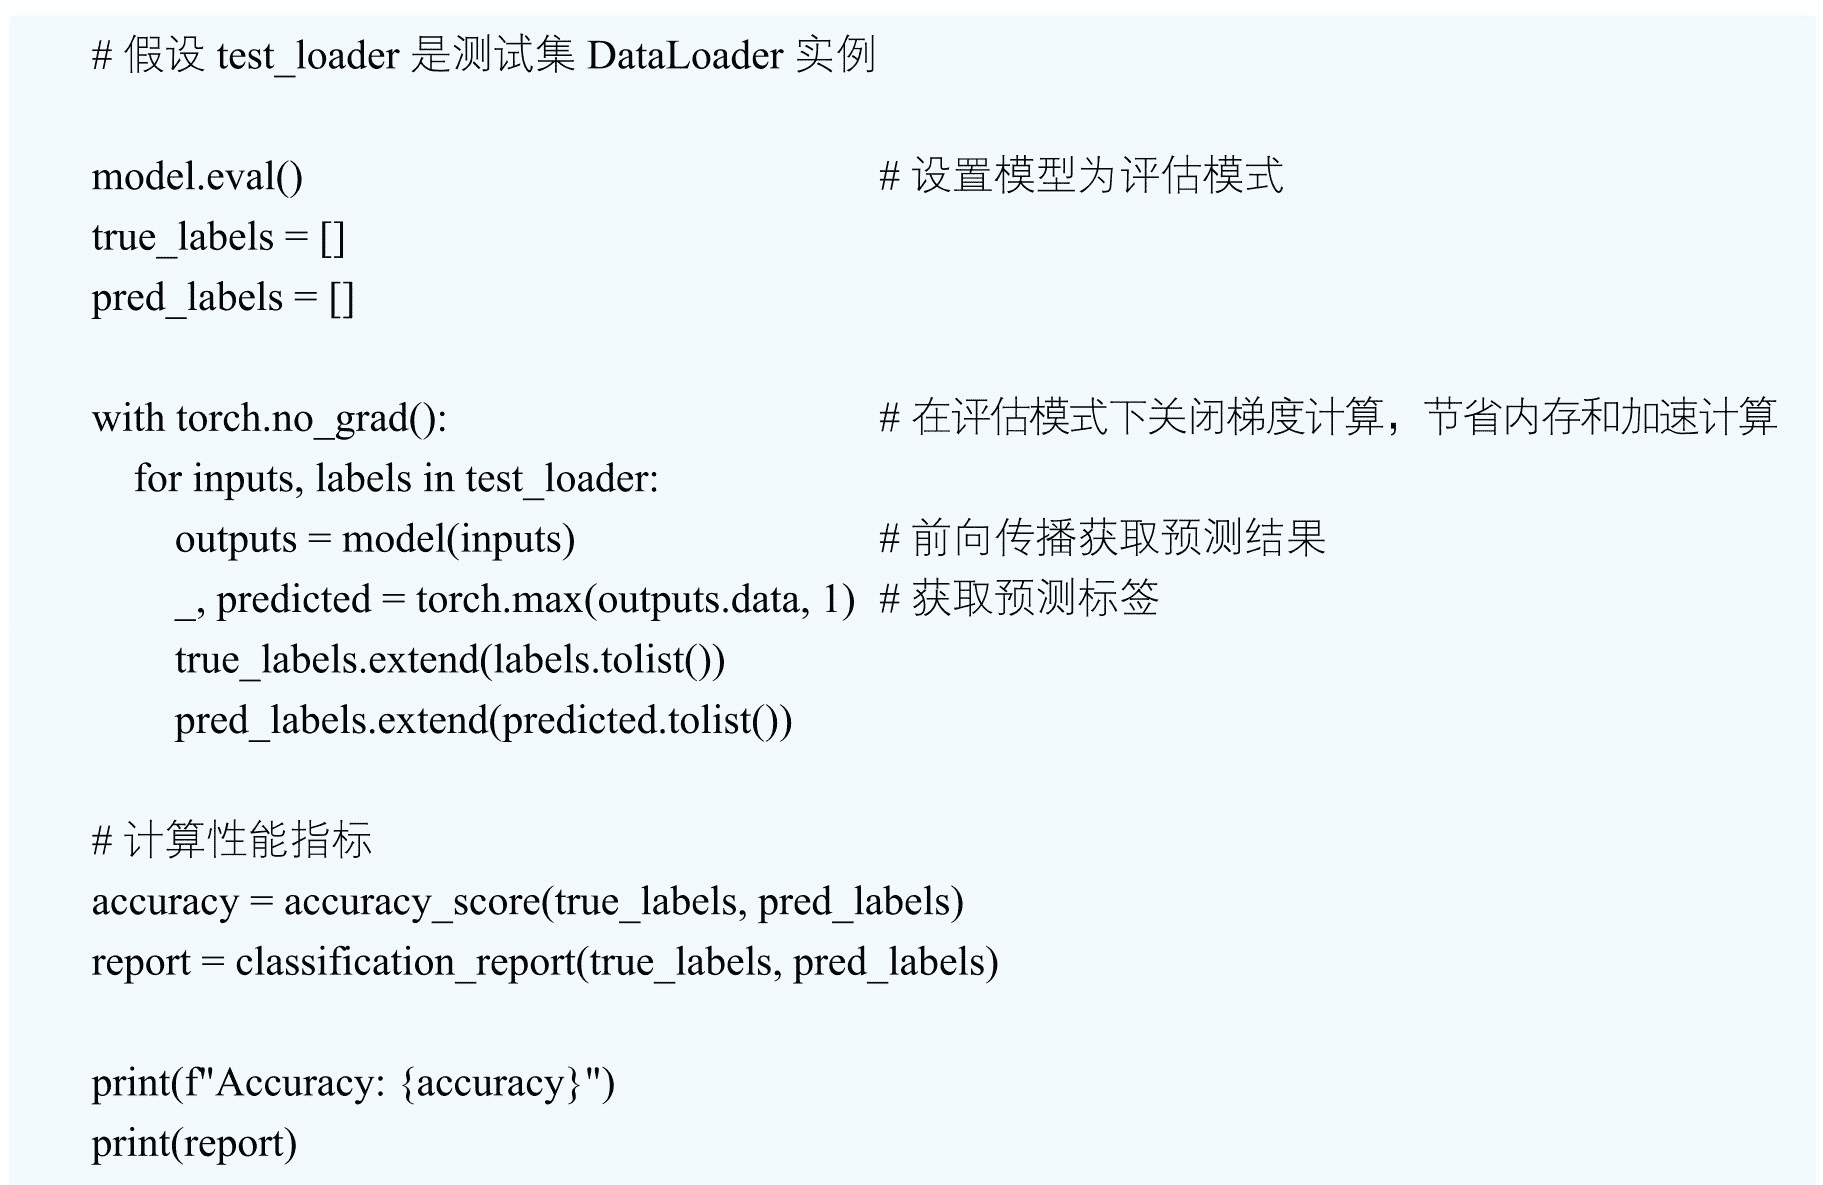 # 假设 test_loader 是测试集 DataLoader 实例
model.eval() # 设置模型为评估模式
true_labels = []
pred_labels = []
with torch.no_grad(): # 在评估模式下关闭梯度计算，节省内存和加速计算
for inputs, labels in test_loader:
outputs = model(inputs) # 前向传播获取预测结果
_, predicted = torch.max(outputs.data, 1) # 获取预测标签
true_labels.extend(labels.tolist())
pred_labels.extend(predicted.tolist())
# 计算性能指标
accuracy = accuracy_score(true_labels, pred_labels)
report = classification_report(true_labels, pred_labels)
print(f"Accuracy: {accuracy}")
print(report)